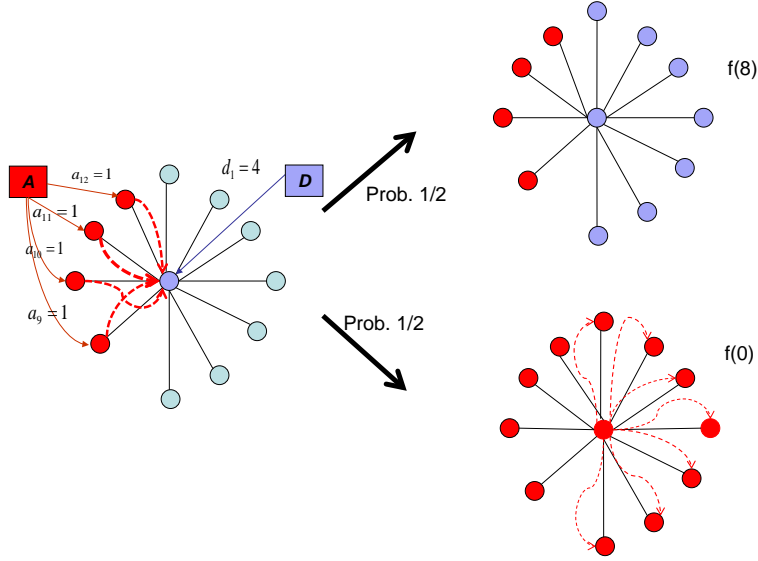 f(8)
a₁₂ = 1
d₁ = 4
A
D
Prob. 1/2
a₁₁ = 1
a₁₀ = 1
a₉ = 1
Prob. 1/2
f(0)